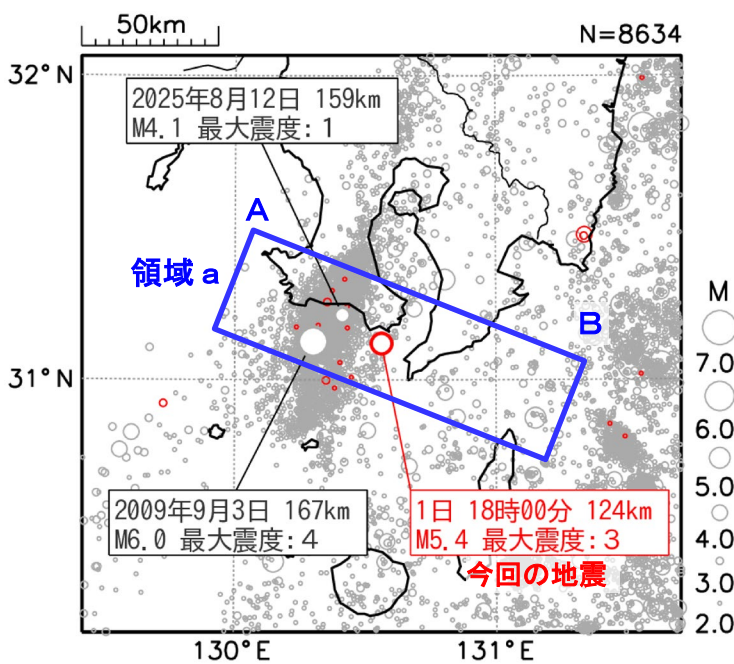 50km
N=8634
32°N
2025年8月12日 159km
M4.1 最大震度:1
A
領域a
B
31°N
M
7.0
6.0
5.0
4.0
3.0
2.0
2009年9月3日 167km
M6.0 最大震度:4
1日 18時00分 124km
M5.4 最大震度:3
今回の地震
130°E
131°E